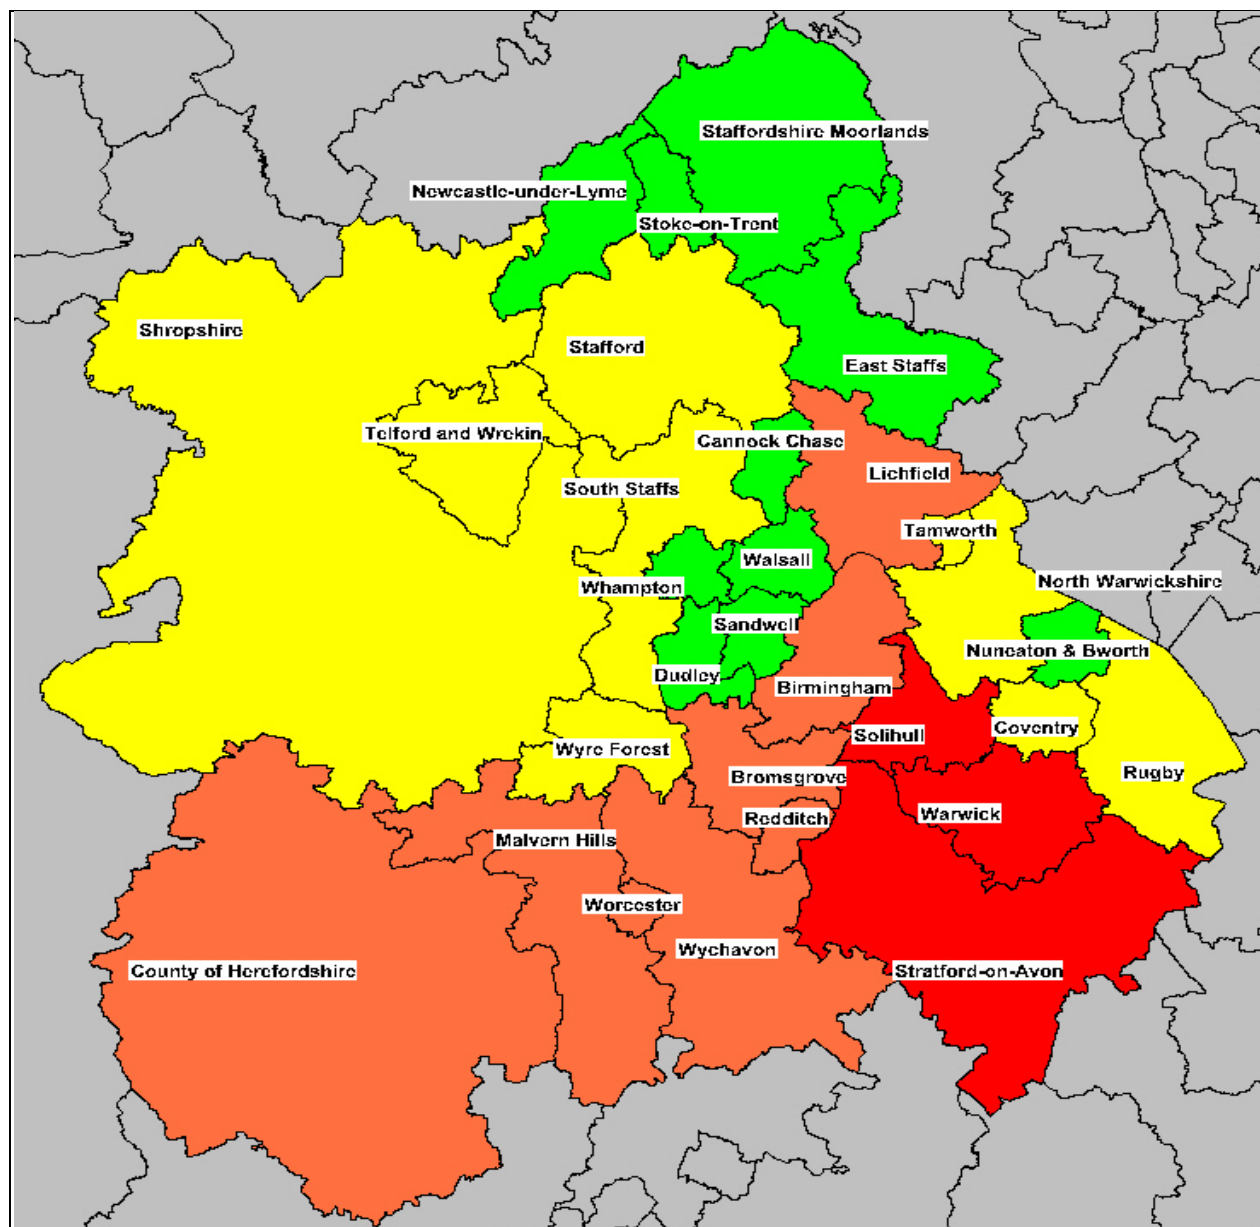 Staffordshire Moorlands
Newcastle-under-Lyme
Stoke-on-Trent
Shropshire
Stafford
East Staffs
Telford and Wrekin
Cannock Chase
Lichfield
South Staffs
Tamworth
Walsall
Whampton
North Warwickshire
Sandwell
Nuneaton & Bworth
Dudley
Birmingham
Coventry
Solihull
Wyre Forest
Rugby
Bromsgrove
Warwick
Redditch
Malvern Hills
Worcester
Wychavon
County of Herefordshire
Stratford-on-Avon